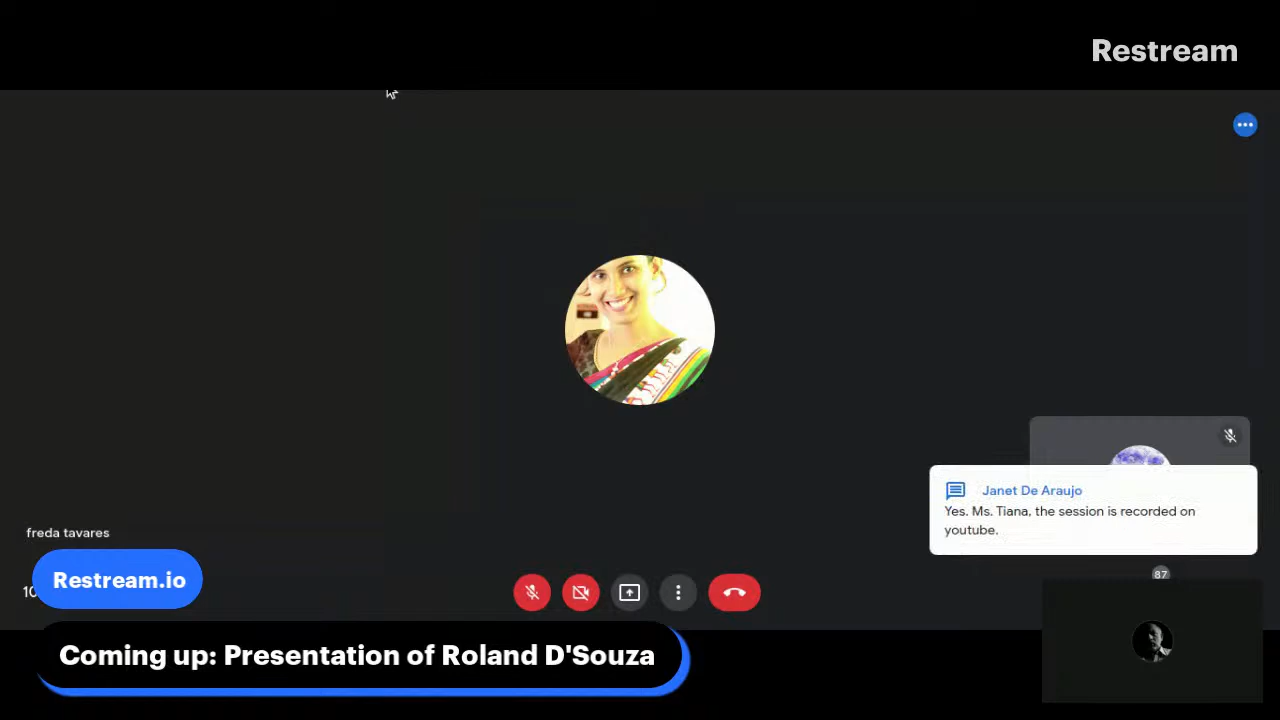 Restream
Janet De Araujo
Yes. Ms. Tiana, the session is recorded on
youtube.
freda tavares
87
10
Restream.io
Coming up: Presentation of Roland D'Souza